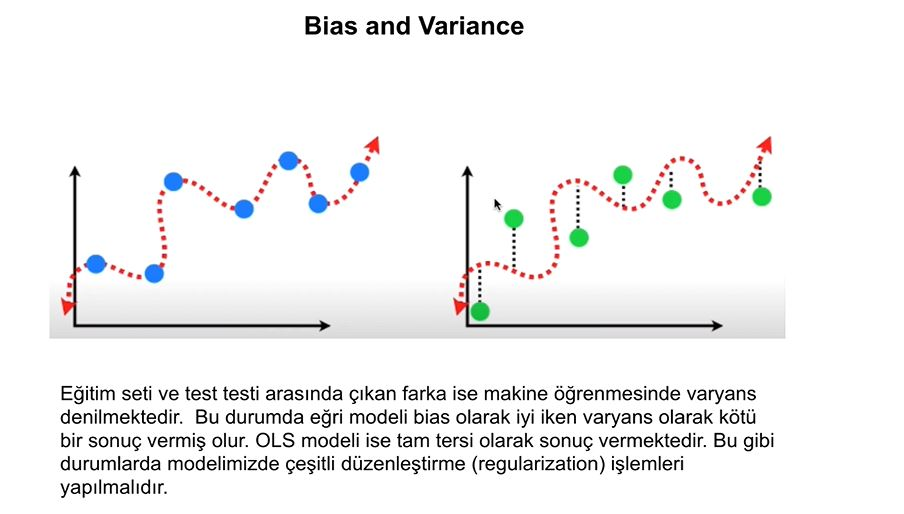 Bias and Variance
Eğitim seti ve test testi arasında çıkan farka ise makine öğrenmesinde varyans
denilmektedir.  Bu durumda eğri modeli bias olarak iyi iken varyans olarak kötü
bir sonuç vermiş olur. OLS modeli ise tam tersi olarak sonuç vermektedir. Bu gibi
durumlarda modelimizde çeşitli düzenleştirme (regularization) işlemleri
yapılmalıdır.